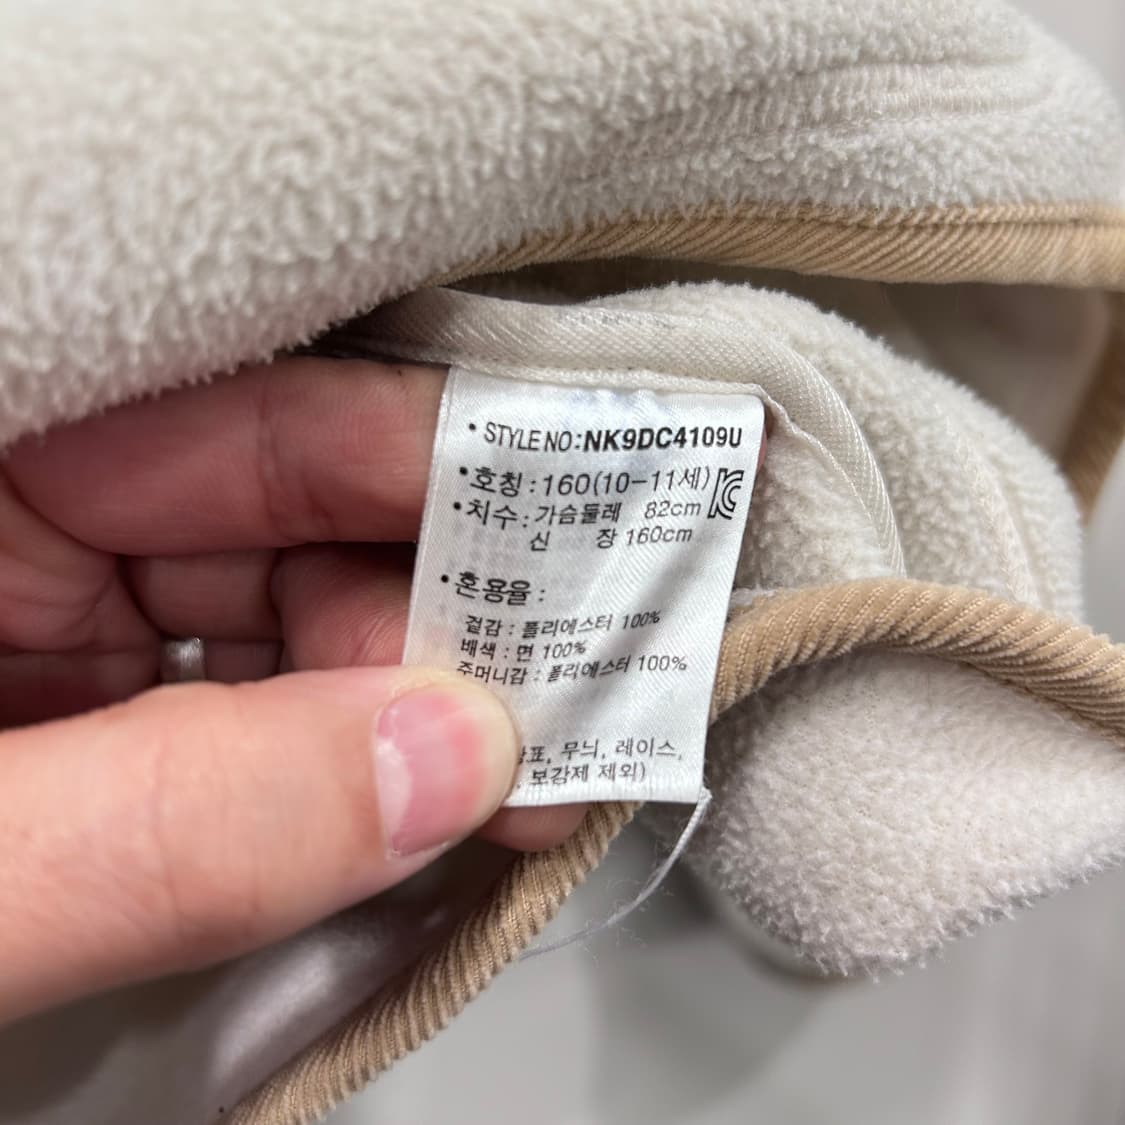 • STYLE NO:NK9DC4109U
• 호칭 : 160(10-11세)
• 치수 : 가슴둘레 82cm
신 장 160cm
• 혼용율 :
겉감 : 폴리에스터 100%
배색 : 면 100%
주머니감 : 폴리에스터 100%
무늬, 레이스,
보강제 제외)